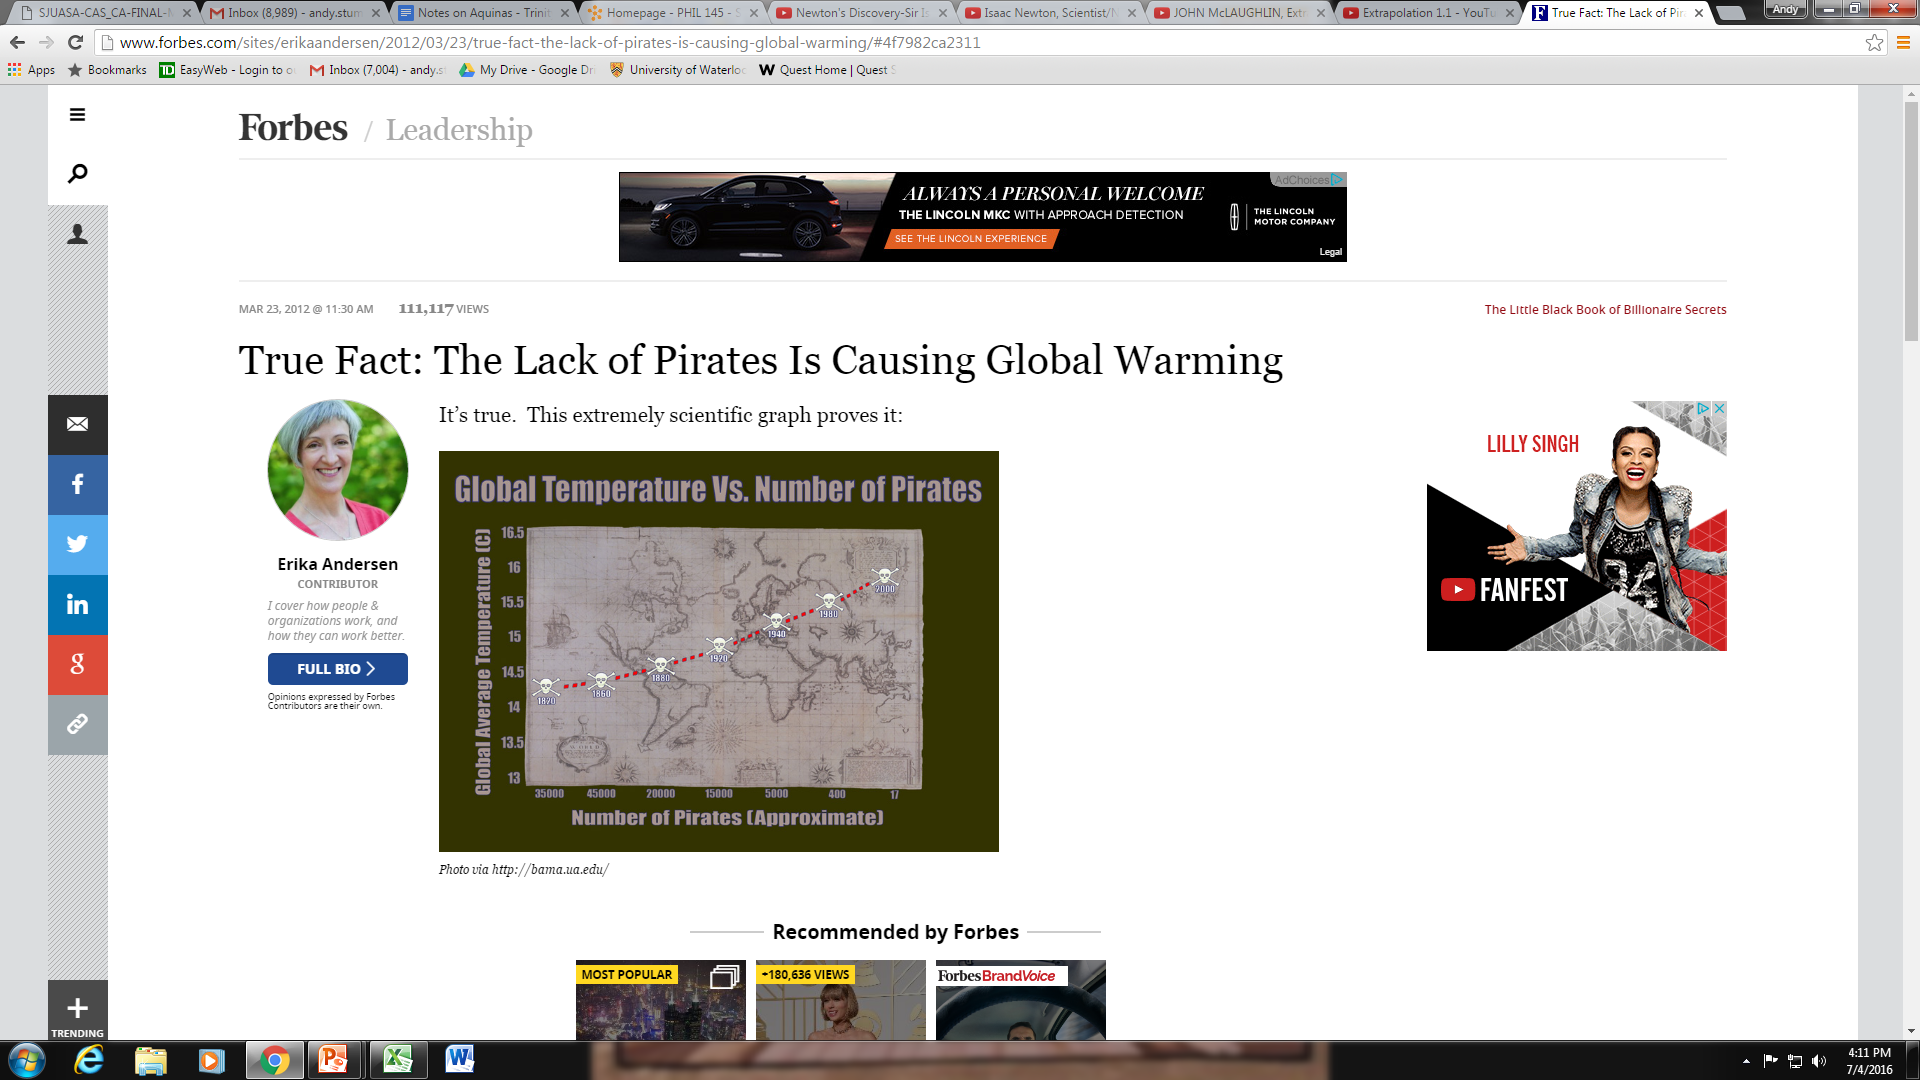 SJUASA-CAS_CA-FINAL-M
Inbox (8,989) - andy.stum
Notes on Aquinas - Trinit
Homepage - PHIL 145 - S
Newton's Discovery-Sir Is
Isaac Newton, Scientist/N
JOHN McLAUGHLIN, Extr
Extrapolation 1.1 - YouTu
True Fact: The Lack of Pir
Andy
www.forbes.com/sites/erikaandersen/2012/03/23/true-fact-the-lack-of-pirates-is-causing-global-warming/#4f7982ca2311
Apps
Bookmarks
TD
EasyWeb - Login to o
Inbox (7,004) - andy.s
My Drive - Google Dr
University of Waterlo
Quest Home | Quest S
Forbes / Leadership
AdChoices
ALWAYS A PERSONAL WELCOME
THE LINCOLN MKC WITH APPROACH DETECTION
SEE THE LINCOLN EXPERIENCE
THE LINCOLN
MOTOR COMPANY
Legal
MAR 23, 2012 @ 11:30 AM
111,117 VIEWS
The Little Black Book of Billionaire Secrets
True Fact: The Lack of Pirates Is Causing Global Warming
It's true. This extremely scientific graph proves it:
Erika Andersen
CONTRIBUTOR
I cover how people &
organizations work, and
how they can work better.
FULL BIO
Opinions expressed by Forbes
Contributors are their own.
Global Temperature Vs. Number of Pirates
Global Average Temperature (C)
16.5
16
15.5
15
14.5
14
13.5
13
1820
1860
1880
1920
1940
1980
2000
35000
45000
20000
15000
5000
400
17
Number of Pirates (Approximate)
Photo via http://bama.ua.edu/
LILLY SINGH
FANFEST
Recommended by Forbes
MOST POPULAR
+180,636 VIEWS
Forbes BrandVoice
TRENDING
4:11 PM
7/4/2016